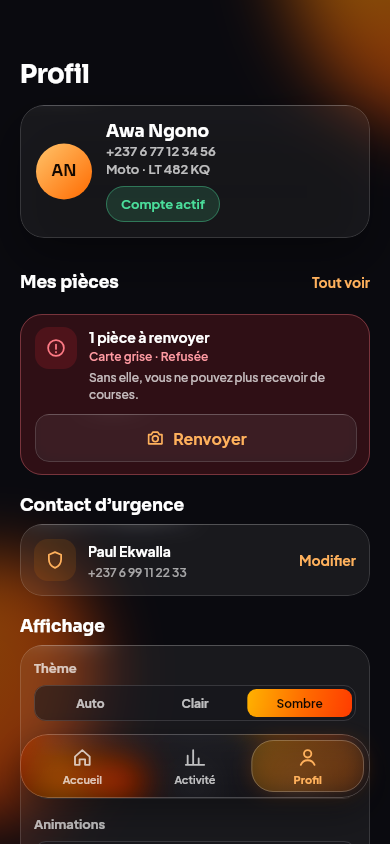 Profil
AN
Awa Ngono
+237 6 77 12 34 56
Moto · LT 482 KQ
Compte actif
Mes pièces
Tout voir
1 pièce à renvoyer
Carte grise · Refusée
Sans elle, vous ne pouvez plus recevoir de
courses.
Renvoyer
Contact d’urgence
Paul Ekwalla
+237 6 99 11 22 33
Modifier
Affichage
Thème
Auto
Clair
Sombre
Accueil
Activité
Profil
Animations